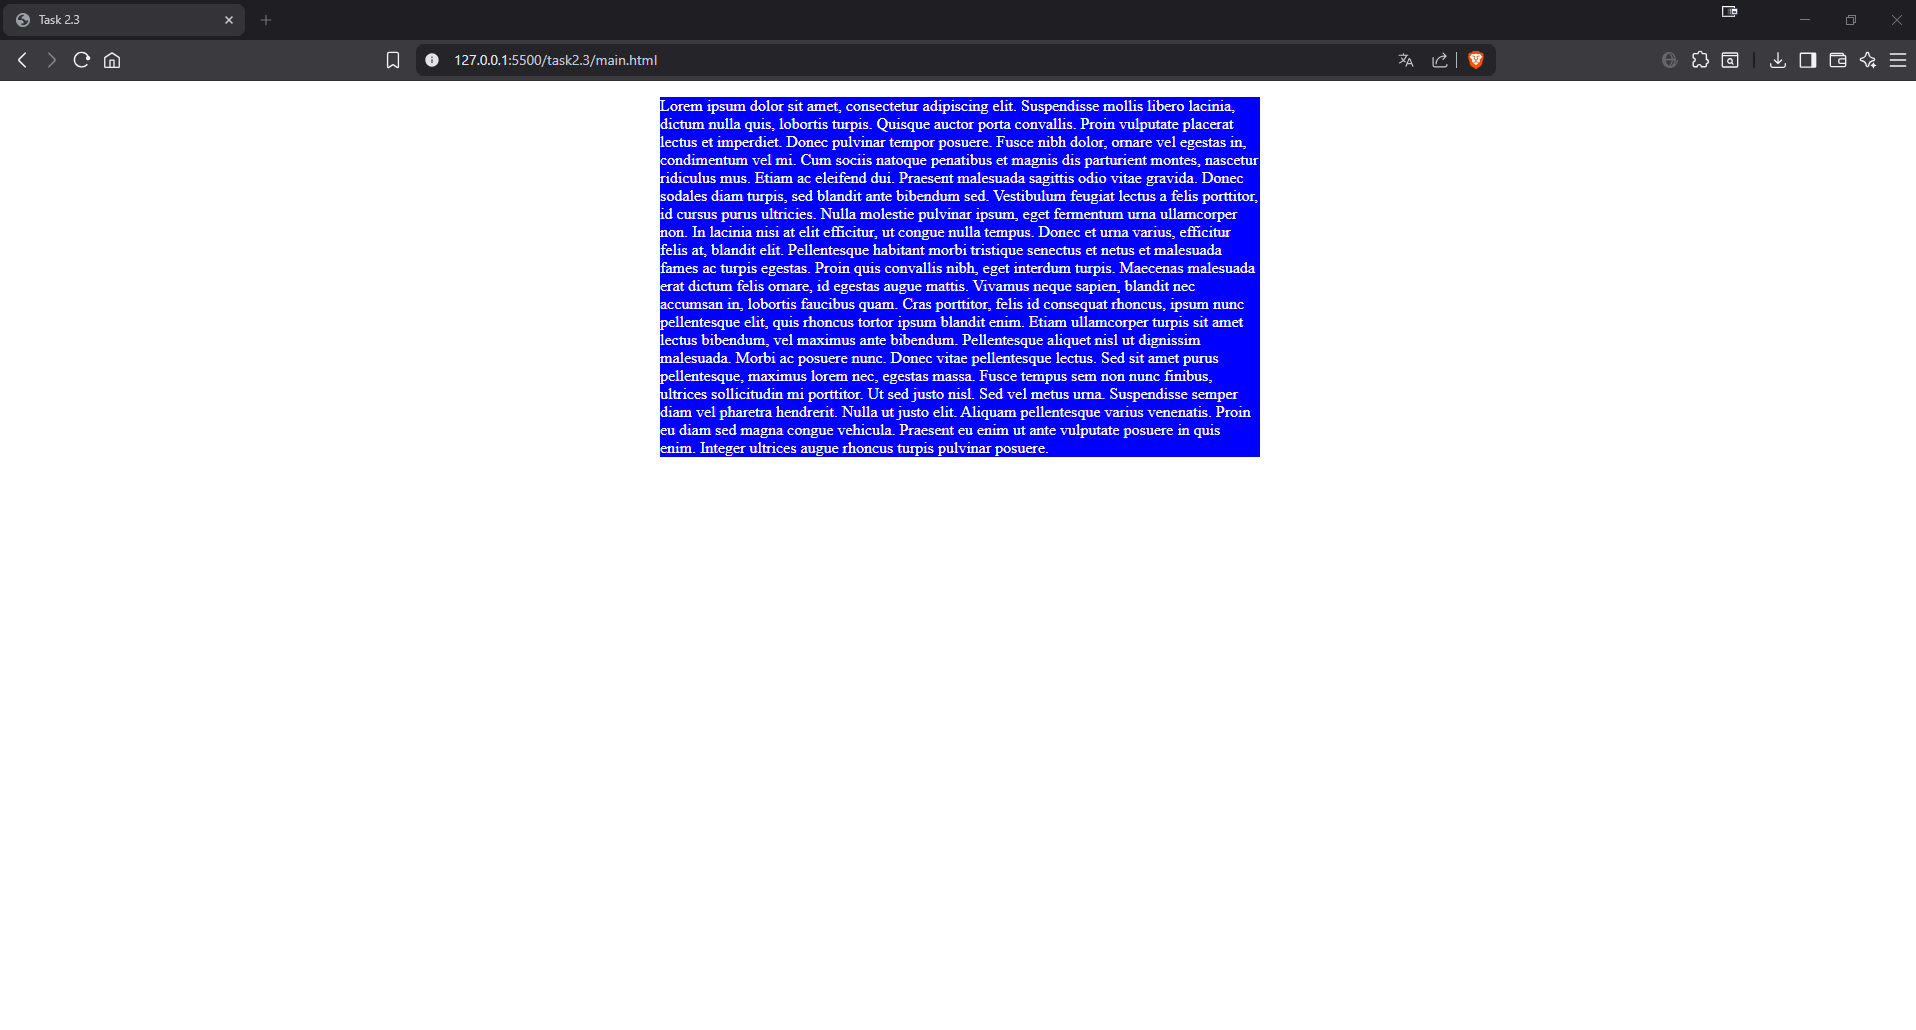 Task 2.3
127.0.0.1:5500/task2.3/main.html
Lorem ipsum dolor sit amet, consectetur adipiscing elit. Suspendisse mollis libero lacinia,
dictum nulla quis, lobortis turpis. Quisque auctor porta convallis. Proin vulputate placerat
lectus et imperdiet. Donec pulvinar tempor posuere. Fusce nibh dolor, ornare vel egestas in,
condimentum vel mi. Cum sociis natoque penatibus et magnis dis parturient montes, nascetur
ridiculus mus. Etiam ac eleifend dui. Praesent malesuada sagittis odio vitae gravida. Donec
sodales diam turpis, sed blandit ante bibendum sed. Vestibulum feugiat lectus a felis porttitor,
id cursus purus ultricies. Nulla molestie pulvinar ipsum, eget fermentum urna ullamcorper
non. In lacinia nisi at elit efficitur, ut congue nulla tempus. Donec et urna varius, efficitur
felis at, blandit elit. Pellentesque habitant morbi tristique senectus et netus et malesuada
fames ac turpis egestas. Proin quis convallis nibh, eget interdum turpis. Maecenas malesuada
erat dictum felis ornare, id egestas augue mattis. Vivamus neque sapien, blandit nec
accumsan in, lobortis faucibus quam. Cras porttitor, felis id consequat rhoncus, ipsum nunc
pellentesque elit, quis rhoncus tortor ipsum blandit enim. Etiam ullamcorper turpis sit amet
lectus bibendum, vel maximus ante bibendum. Pellentesque aliquet nisl ut dignissim
malesuada. Morbi ac posuere nunc. Donec vitae pellentesque lectus. Sed sit amet purus
pellentesque, maximus lorem nec, egestas massa. Fusce tempus sem non nunc finibus,
ultrices sollicitudin mi porttitor. Ut sed justo nisl. Sed vel metus urna. Suspendisse semper
diam vel pharetra hendrerit. Nulla ut justo elit. Aliquam pellentesque varius venenatis. Proin
eu diam sed magna congue vehicula. Praesent eu enim ut ante vulputate posuere in quis
enim. Integer ultrices augue rhoncus turpis pulvinar posuere.